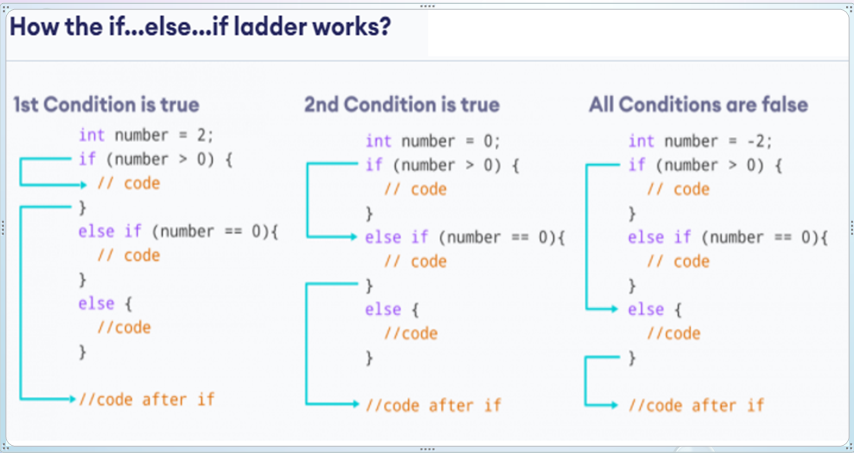 How the if...else...if ladder works?
1st Condition is true
int number = 2;
if (number > 0) {
// code
}
else if (number == 0){
// code
}
else {
//code
}
//code after if
2nd Condition is true
int number = 0;
if (number > 0) {
// code
}
else if (number == 0){
// code
}
else {
//code
}
//code after if
All Conditions are false
int number = -2;
if (number > 0) {
// code
}
else if (number == 0){
// code
}
else {
//code
}
//code after if